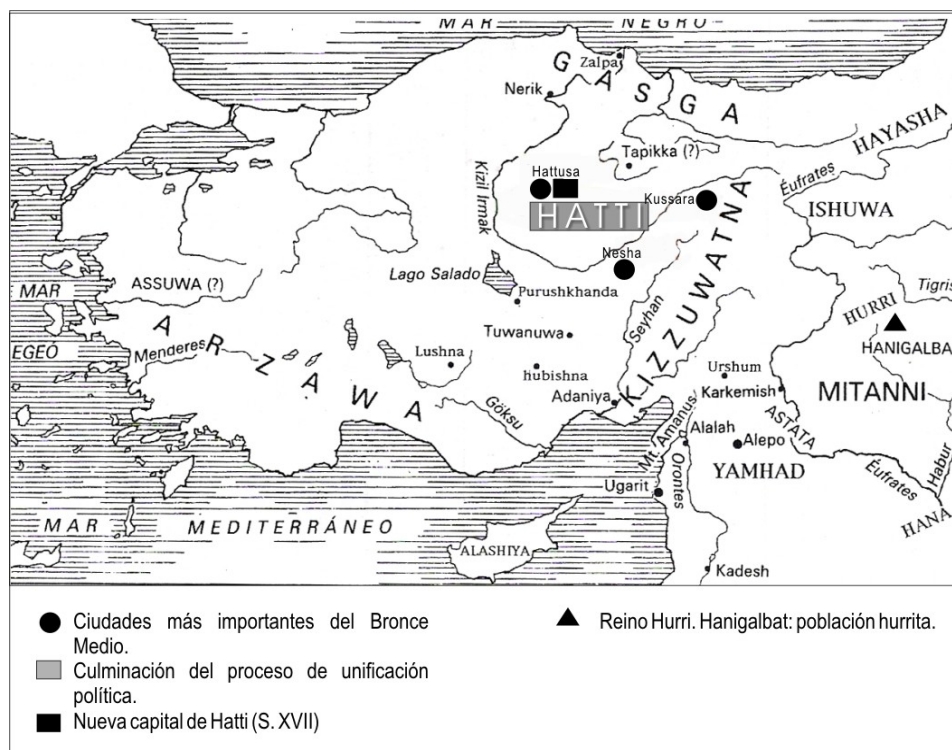 MAR NEGRO
Zalpa
GASGA
Nerik
HAYASHA
Tapikka (?)
Kizil Irmak
Hattusa
Kussara
Éufrates
HATTI
ISHUWA
Nesha
KIZZUWATNA
Lago Salado
ASSUWA (?)
MAR
EGEÓ
Purushkhanda
Seyhan
Tigris
HURRI
ARZAWA
Menderes
Tuwanuwa
HANIGALBA
Lushna
hubishna
Urshum
Adaniya
Karkemish
MITANNI
Göksu
Mt. Amanus
Alalah
ASTATA
Alepo
Orontes
YAMHAD
Ugarit
Éufrates
Habur
HANA
MAR MEDITERRÁNEO
ALASHIYA
Kadesh
Ciudades más importantes del Bronce
Medio.
Culminación del proceso de unificación
política.
Nueva capital de Hatti (S. XVII)
Reino Hurri. Hanigalbat: población hurrita.